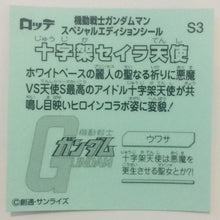 ロッテ
機動戦士ガンダムマン
スペシャルエディションシール
S3
じゅうじか
てんし
十字架セイラ天使
ホワイトベースの麗人の聖なる祈りに悪魔
VS天使S最高のアイドル十字架天使が共
鳴し目映いヒロインコラボ姿に変貌!
機動戦士
ガンダム
GUNDAM
ウワサ
十字架天使は悪魔を
更生させる聖女とか?!
©創通・サンライズ